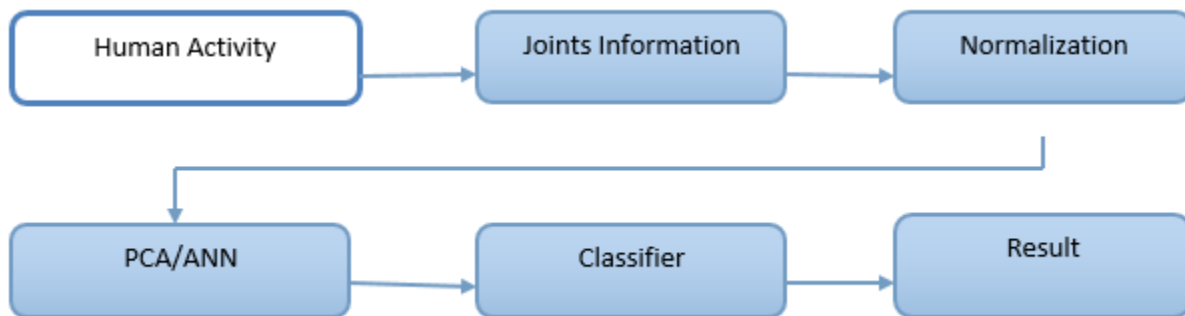 Human Activity
Joints Information
Normalization
PCA/ANN
Classifier
Result